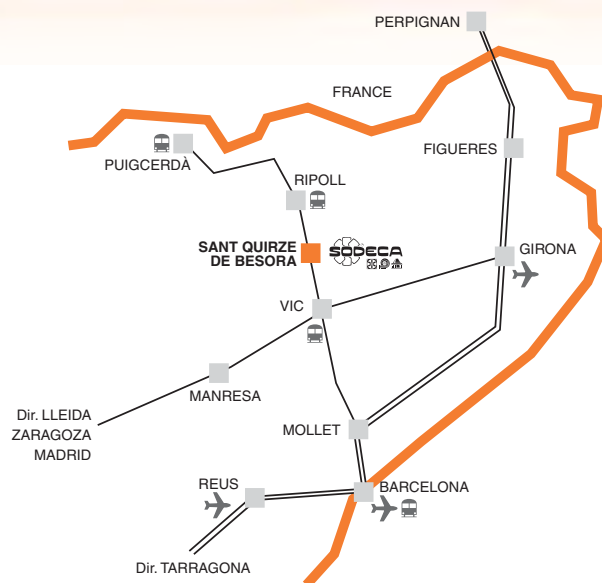 PERPIGNAN
FRANCE
FIGUERES
PUIGCERDÀ
RIPOLL
SANT QUIRZE
DE BESORA
SODECA
GIRONA
VIC
MANRESA
Dir. LLEIDA
ZARAGOZA
MADRID
MOLLET
REUS
BARCELONA
Dir. TARRAGONA